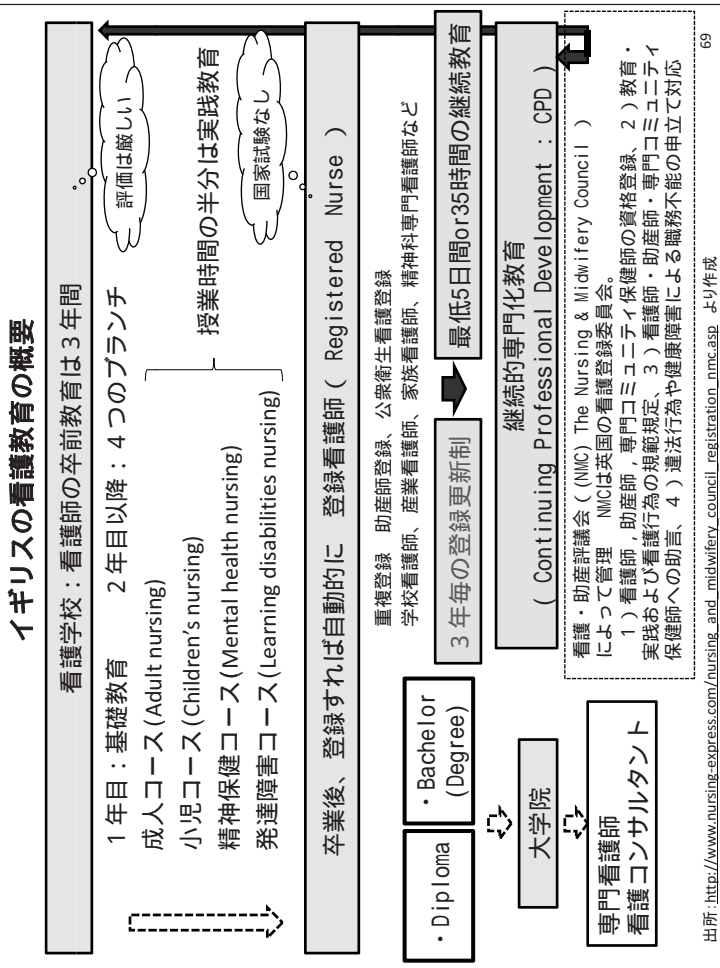 イギリスの看護教育の概要
看護学校：看護師の卒前教育は３年間
１年目：基礎教育　２年目以降：４つのブランチ
評価は厳しい
成人コース(Adult nursing)
小児コース(Children's nursing)
精神保健コース(Mental health nursing)
発達障害コース(Learning disabilities nursing)
授業時間の半分は実践教育
国家試験なし
卒業後、登録すれば自動的に　登録看護師（ Registered Nurse ）
重複登録　助産師登録、公衆衛生看護登録
学校看護師、産業看護師、家族看護師、精神科専門看護師など
・Diploma
・Bachelor
(Degree)
３年毎の登録更新制
最低5日間or35時間の継続教育
大学院
継続的専門化教育
（ Continuing Professional Development : CPD ）
専門看護師
看護コンサルタント
看護・助産評議会（(NMC) The Nursing & Midwifery Council ）
によって管理　NMCは英国の看護登録委員会。
１）看護師，助産師，専門コミュニティ保健師の資格登録、２）教育・
実践および看護行為の規範規定、３）看護師・助産師・専門コミュニティ
保健師への助言、４）違法行為や健康障害による職務不能の申立て対応
出所：http://www.nursing-express.com/nursing_and_midwifery_council_registration_nmc.asp　より作成
69